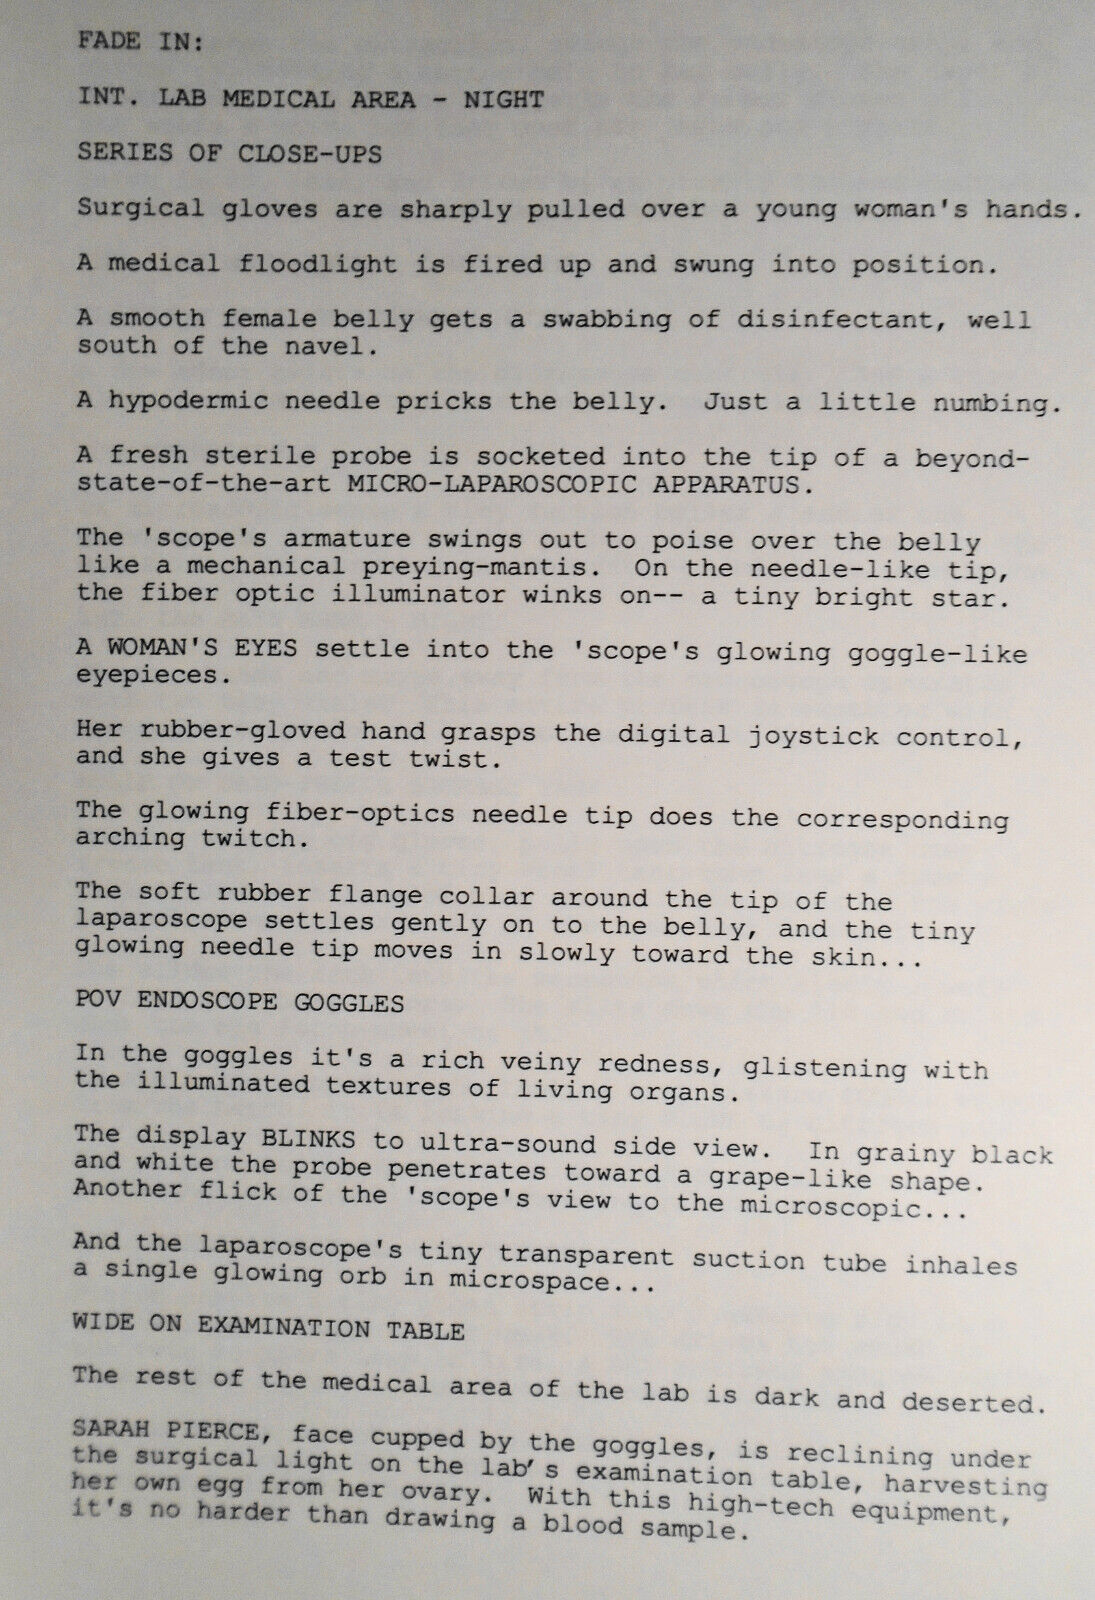 FADE IN:
INT. LAB MEDICAL AREA - NIGHT
SERIES OF CLOSE-UPS
Surgical gloves are sharply pulled over a young woman's hands.
A medical floodlight is fired up and swung into position.
A smooth female belly gets a swabbing of disinfectant, well
south of the navel.
A hypodermic needle pricks the belly.  Just a little numbing.
A fresh sterile probe is socketed into the tip of a beyond-
state-of-the-art MICRO-LAPAROSCOPIC APPARATUS.
The 'scope's armature swings out to poise over the belly
like a mechanical preying-mantis.  On the needle-like tip,
the fiber optic illuminator winks on-- a tiny bright star.
A WOMAN'S EYES settle into the 'scope's glowing goggle-like
eyepieces.
Her rubber-gloved hand grasps the digital joystick control,
and she gives a test twist.
The glowing fiber-optics needle tip does the corresponding
arching twitch.
The soft rubber flange collar around the tip of the
laparoscope settles gently on to the belly, and the tiny
glowing needle tip moves in slowly toward the skin...
POV ENDOSCOPE GOGGLES
In the goggles it's a rich veiny redness, glistening with
the illuminated textures of living organs.
The display BLINKS to ultra-sound side view.  In grainy black
and white the probe penetrates toward a grape-like shape.
Another flick of the 'scope's view to the microscopic...
And the laparoscope's tiny transparent suction tube inhales
a single glowing orb in microspace...
WIDE ON EXAMINATION TABLE
The rest of the medical area of the lab is dark and deserted.
SARAH PIERCE, face cupped by the goggles, is reclining under
the surgical light on the lab's examination table, harvesting
her own egg from her ovary.  With this high-tech equipment,
it's no harder than drawing a blood sample.